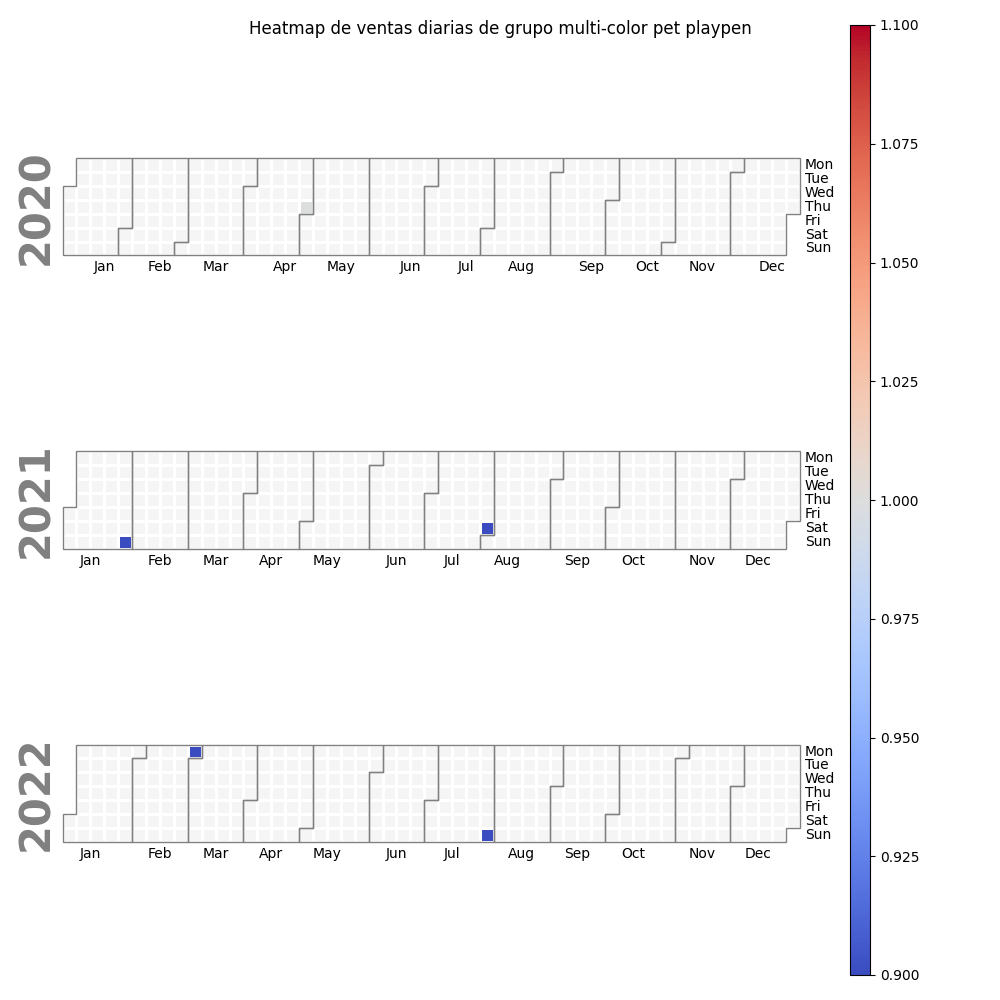 Heatmap de ventas diarias de grupo multi-color pet playpen
2020
Mon
Tue
Wed
Thu
Fri
Sat
Sun
Jan Feb Mar Apr May Jun Jul Aug Sep Oct Nov Dec
2021
Mon
Tue
Wed
Thu
Fri
Sat
Sun
Jan Feb Mar Apr May Jun Jul Aug Sep Oct Nov Dec
2022
Mon
Tue
Wed
Thu
Fri
Sat
Sun
Jan Feb Mar Apr May Jun Jul Aug Sep Oct Nov Dec
1.100
1.075
1.050
1.025
1.000
0.975
0.950
0.925
0.900